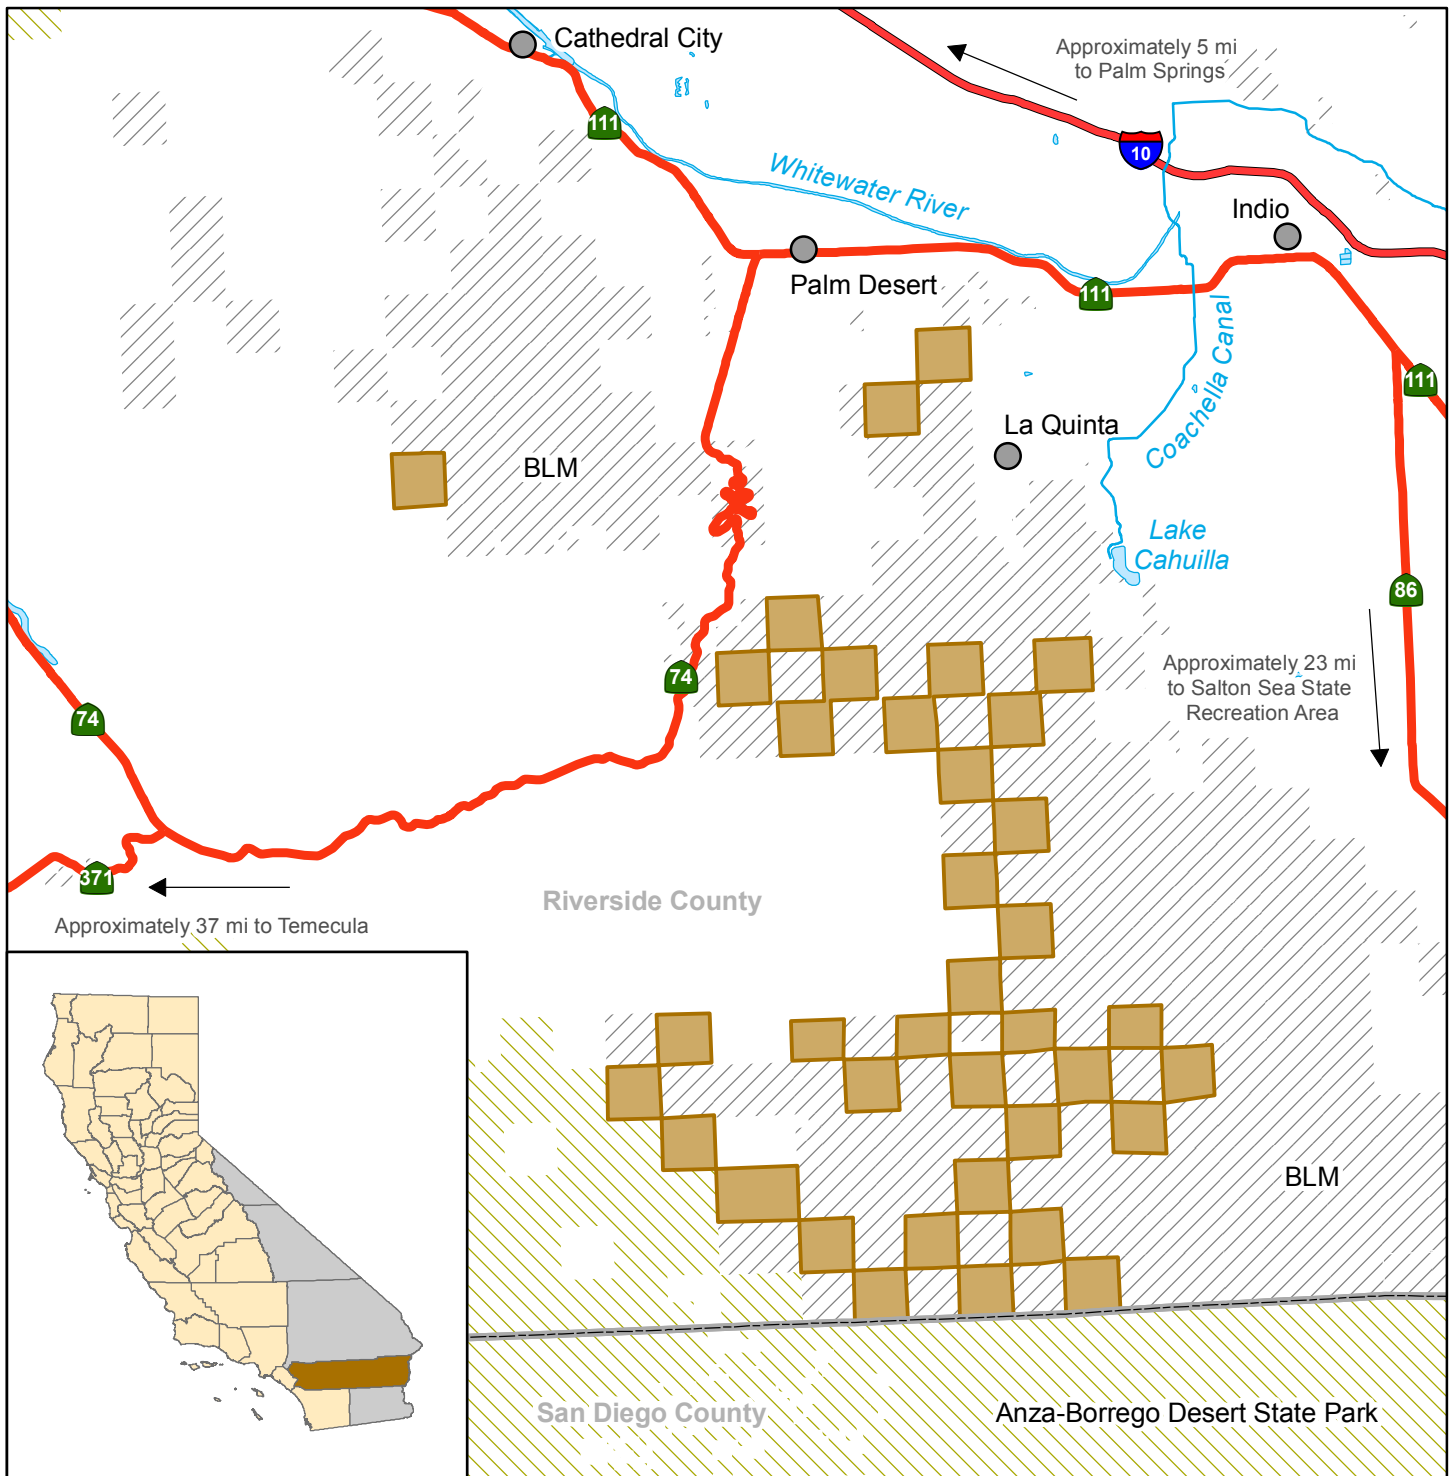 Cathedral City
Approximately 5 mi
to Palm Springs
111
10
Whitewater River
Indio
Palm Desert
111
Coachella Canal
111
La Quinta
BLM
Lake
Cahuilla
86
74
Approximately 23 mi
to Salton Sea State
Recreation Area
74
371
Riverside County
Approximately 37 mi to Temecula
BLM
San Diego County
Anza-Borrego Desert State Park